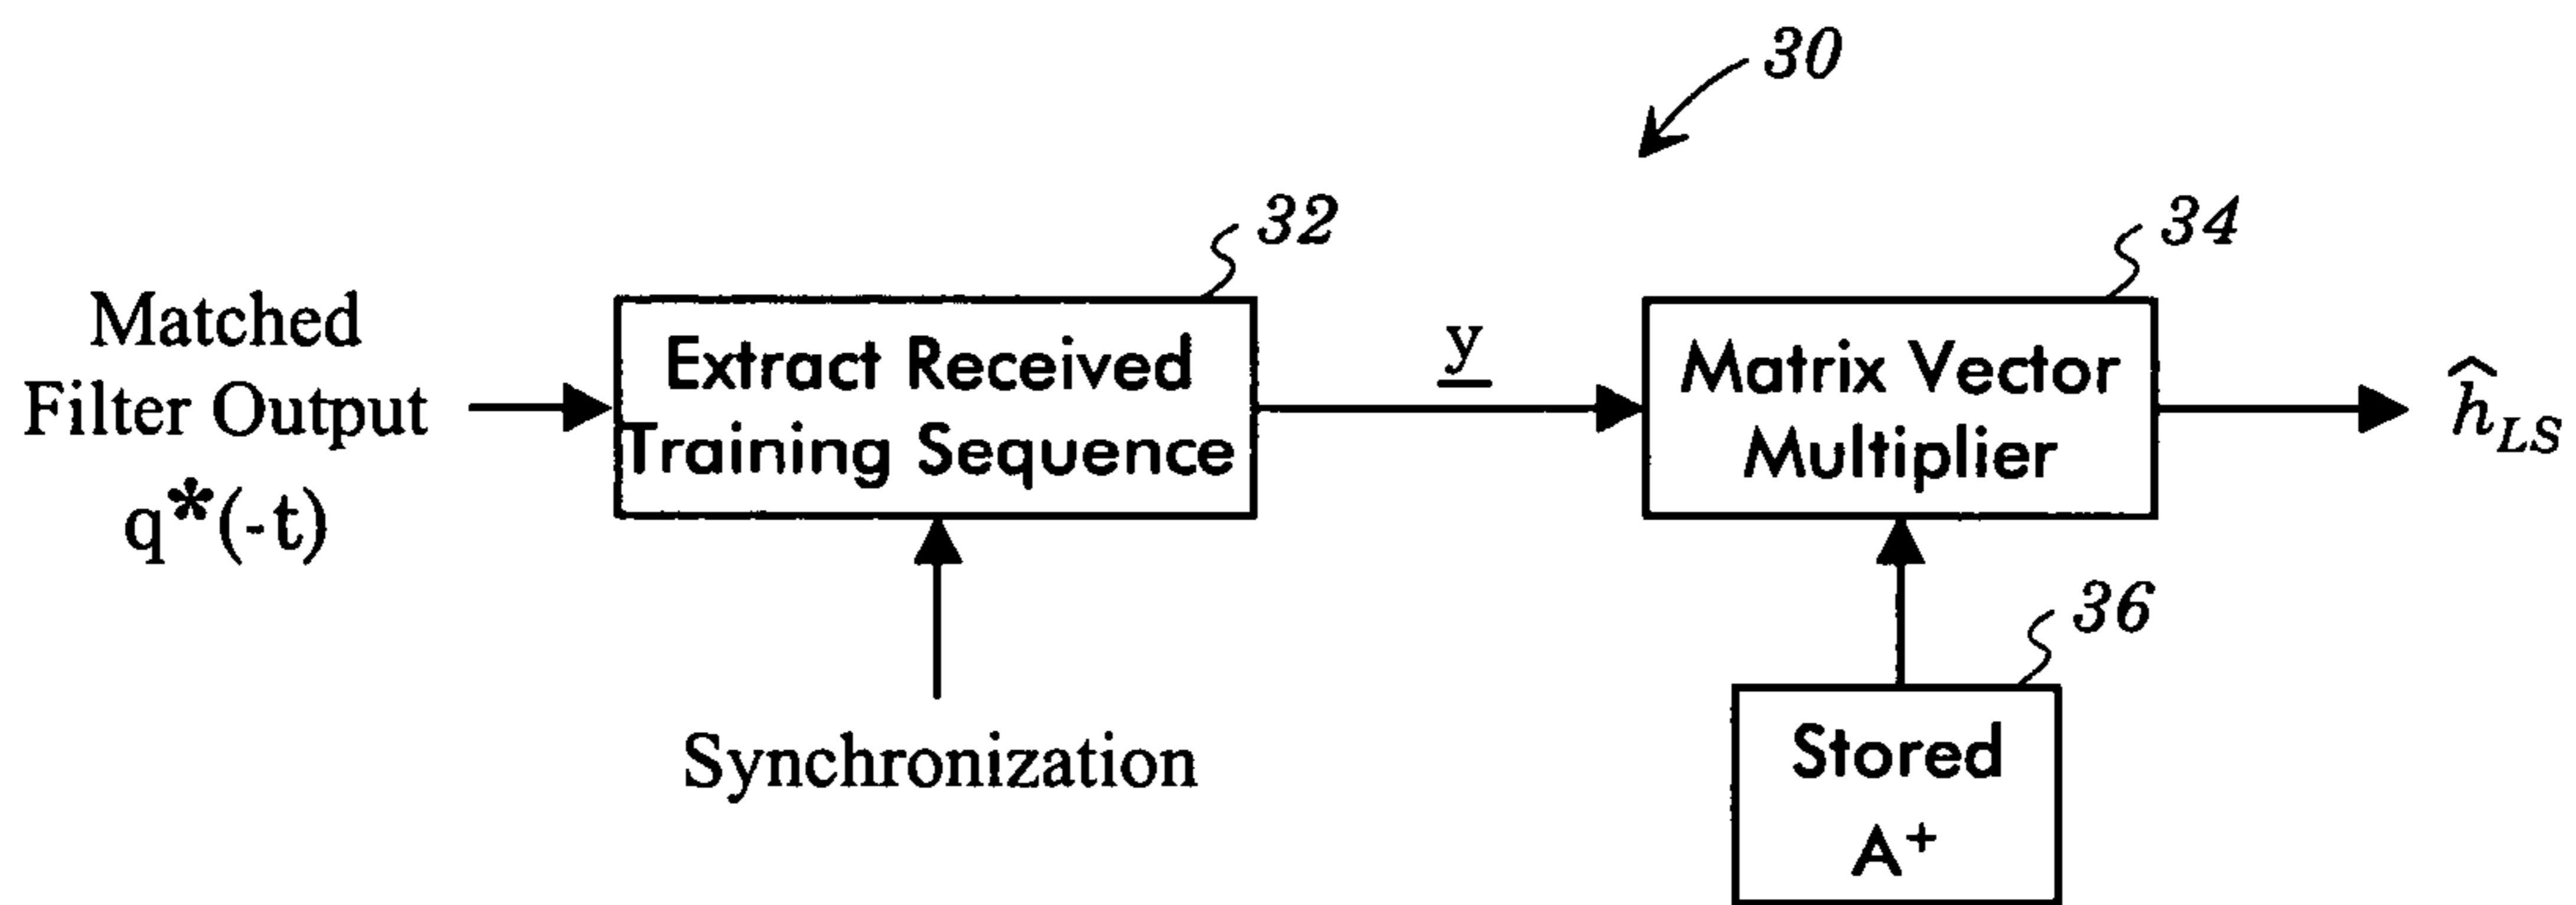 30
32
34
Matched
Filter Output
q*(-t)
Extract Received
Training Sequence
y
Matrix Vector
Multiplier
ĥ_LS
Synchronization
36
Stored
A⁺